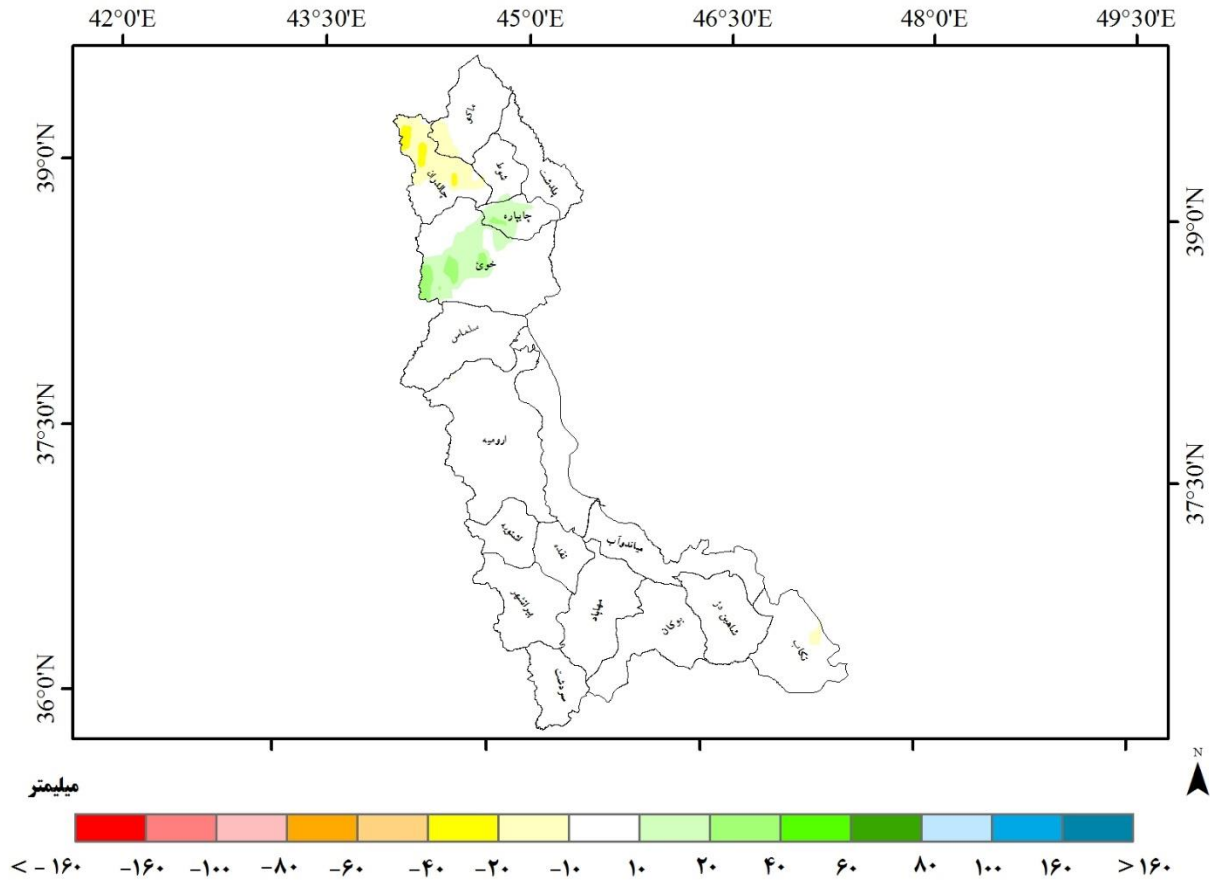 42°0'E 43°30'E 45°0'E 46°30'E 48°0'E 49°30'E
39°0'N
39°0'N
37°30'N
37°30'N
36°0'N
ماکو
شوط
پلدشت
چالدران
چایپاره
خوی
سلماس
ارومیه
اشنویه
نقده
میاندوآب
پیرانشهر
مهاباد
بوکان
شاهین دژ
تکاب
سردشت
N
میلیمتر
< -۱۶۰ -۱۶۰ -۱۰۰ -۸۰ -۶۰ -۴۰ -۲۰ -۱۰ ۱۰ ۲۰ ۴۰ ۶۰ ۸۰ ۱۰۰ ۱۶۰ >۱۶۰